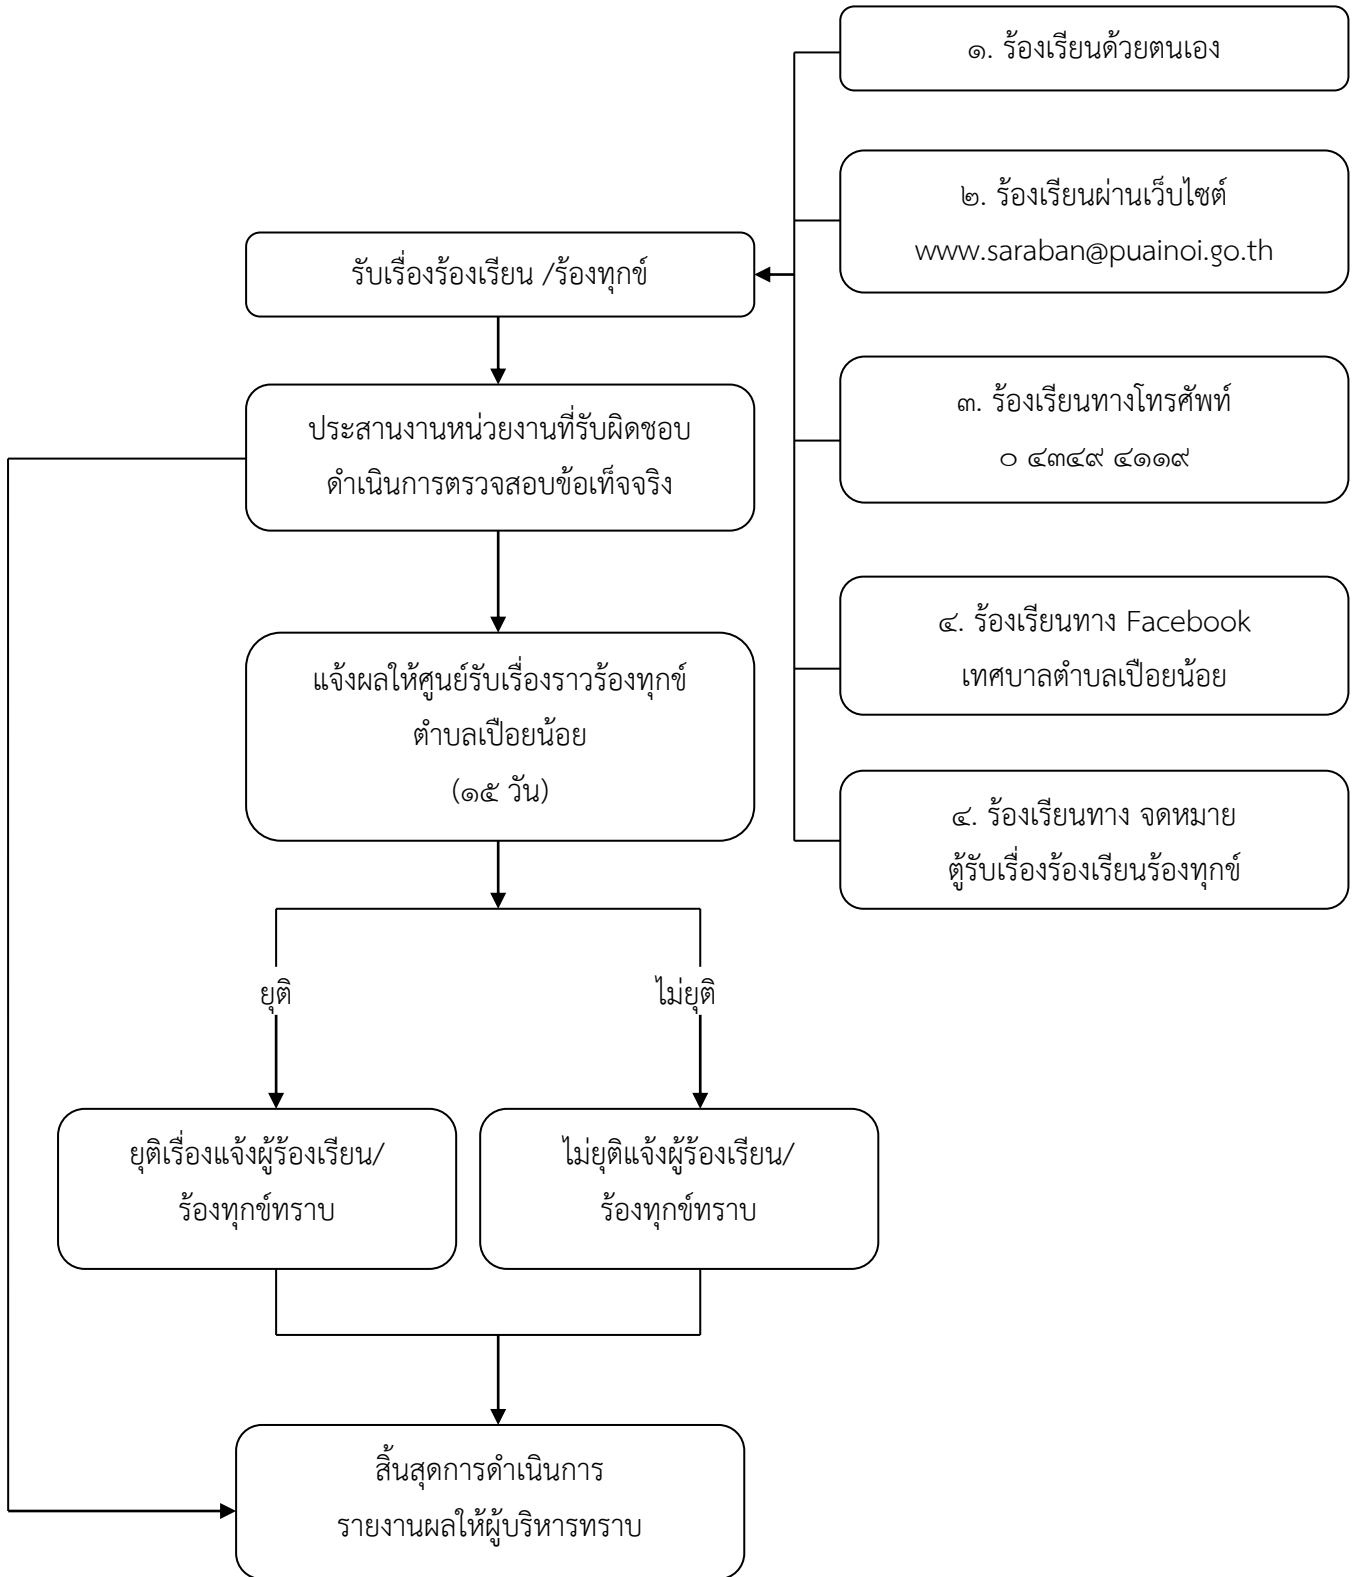 ๑. ร้องเรียนด้วยตนเอง
๒. ร้องเรียนผ่านเว็บไซต์
www.saraban@puainoi.go.th
รับเรื่องร้องเรียน /ร้องทุกข์
๓. ร้องเรียนทางโทรศัพท์
๐ ๔๓๔๙ ๔๑๑๙
ประสานงานหน่วยงานที่รับผิดชอบ
ดำเนินการตรวจสอบข้อเท็จจริง
๔. ร้องเรียนทาง Facebook
เทศบาลตำบลเปือยน้อย
แจ้งผลให้ศูนย์รับเรื่องราวร้องทุกข์
ตำบลเปือยน้อย
(๑๕ วัน)
๔. ร้องเรียนทาง จดหมาย
ตู้รับเรื่องร้องเรียนร้องทุกข์
ยุติ
ไม่ยุติ
ยุติเรื่องแจ้งผู้ร้องเรียน/
ร้องทุกข์ทราบ
ไม่ยุติแจ้งผู้ร้องเรียน/
ร้องทุกข์ทราบ
สิ้นสุดการดำเนินการ
รายงานผลให้ผู้บริหารทราบ